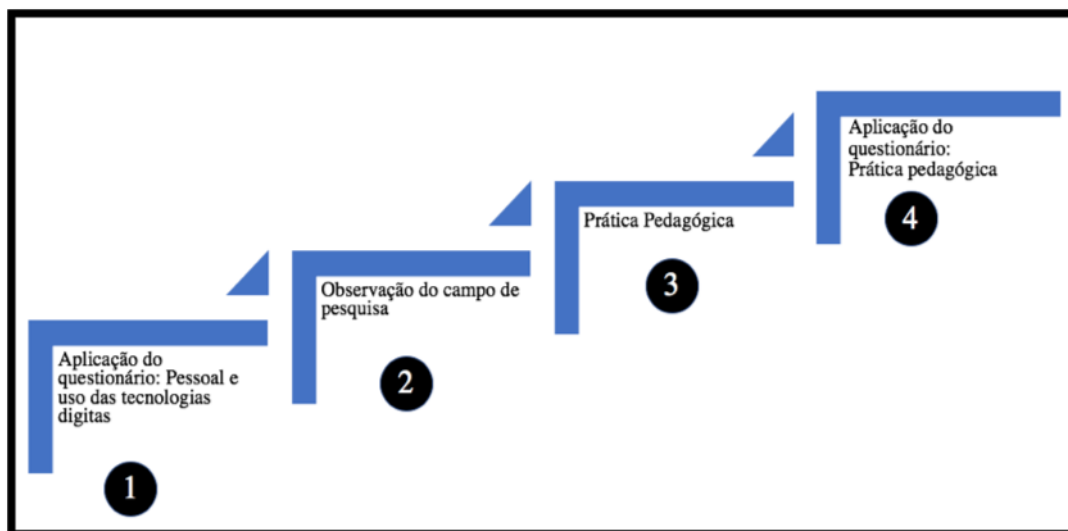 Aplicação do
questionário: Pessoal e
uso das tecnologias
digitas
1
Observação do campo de
pesquisa
2
Prática Pedagógica
3
Aplicação do
questionário:
Prática pedagógica
4